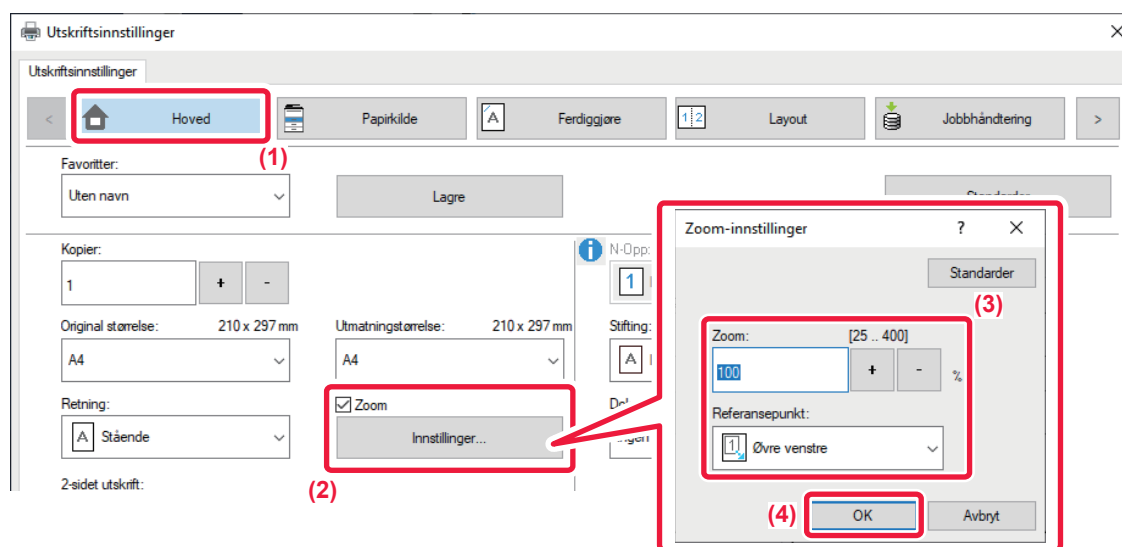 Utskriftsinnstillinger
Utskriftsinnstillinger
< Hoved Papirkilde Ferdiggjøre Layout Jobbhåndtering >
(1)
Favoritter:
Uten navn Lagre
Kopier: N-Opp:
1 + - 1
Original størrelse: 210 x 297 mm Utmatningstørrelse: 210 x 297 mm Stifting:
A4 A4
Retning: Zoom
Stående Innstillinger...
2-sidet utskrift: (2)
Zoom-innstillinger ? ×
Standarder
(3)
Zoom: [25 .. 400]
100 + - %
Referansepunkt:
1 Øvre venstre
(4) OK Avbryt